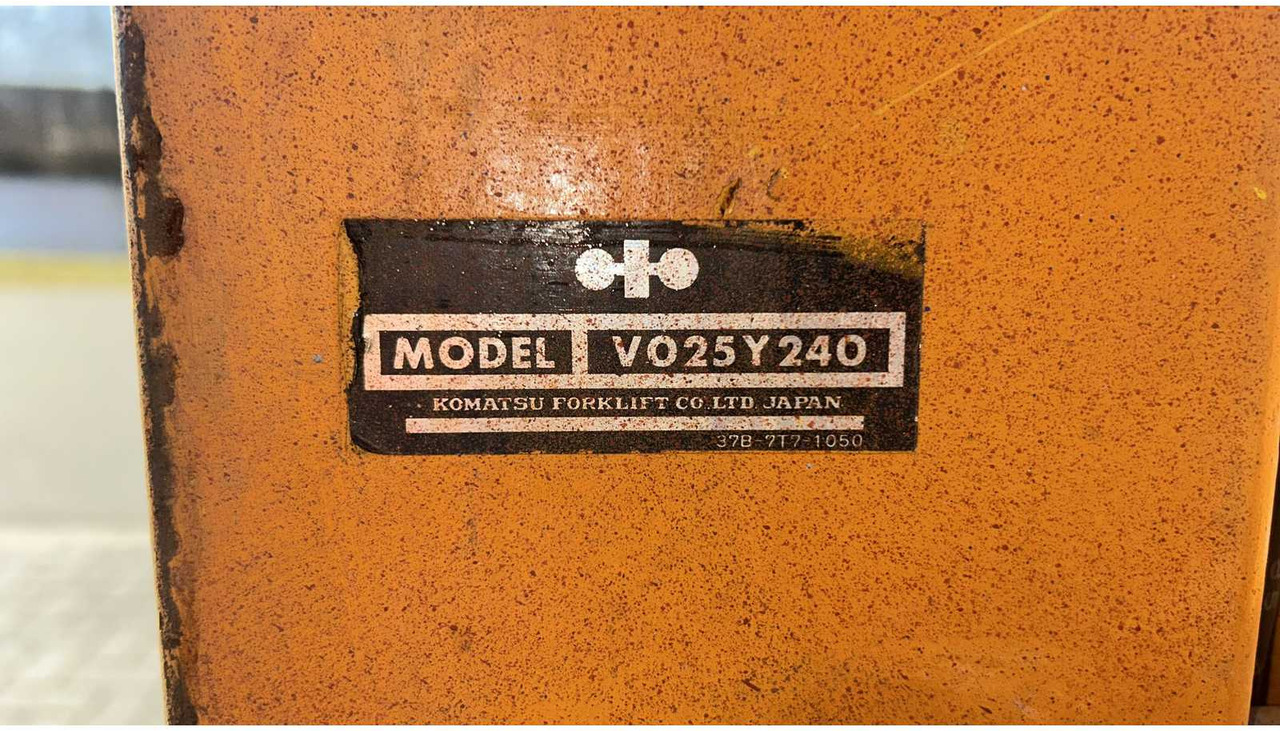 MODEL VO25Y240
KOMATSU FORKLIFT CO.LTD. JAPAN
37B-7T7-1050